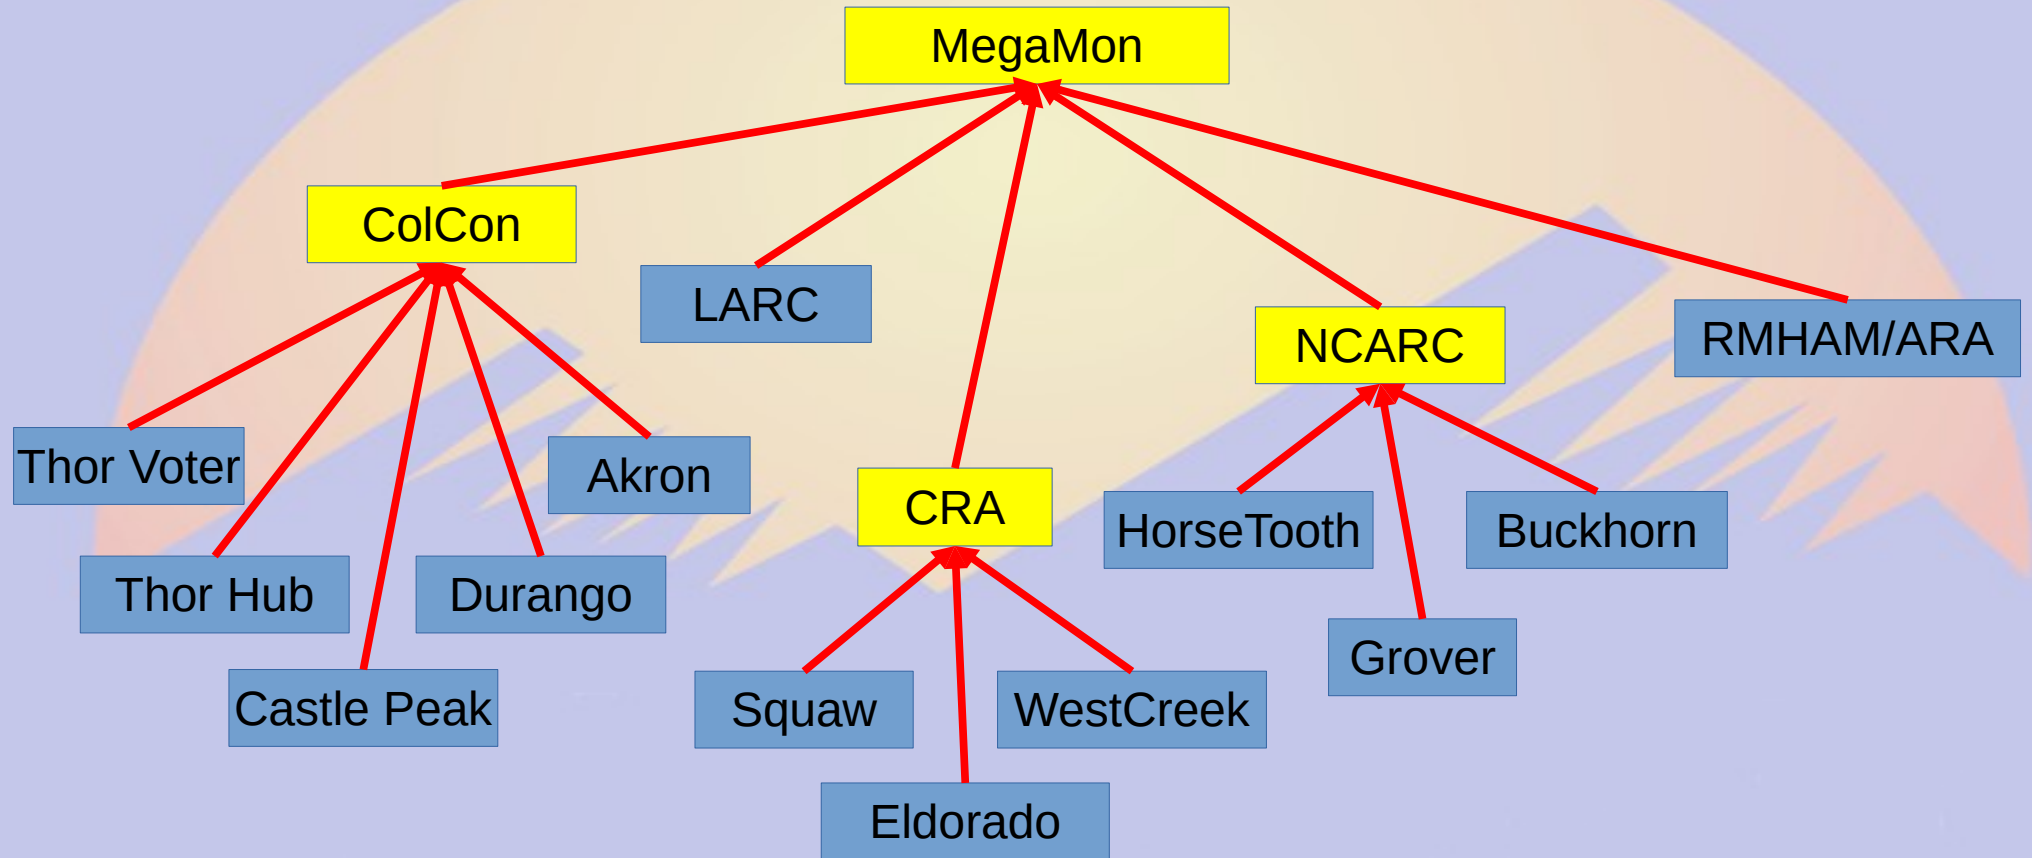 MegaMon
ColCon
LARC
NCARC
RMHAM/ARA
Thor Voter
Akron
CRA
HorseTooth
Buckhorn
Thor Hub
Durango
Grover
Castle Peak
Squaw
WestCreek
Eldorado